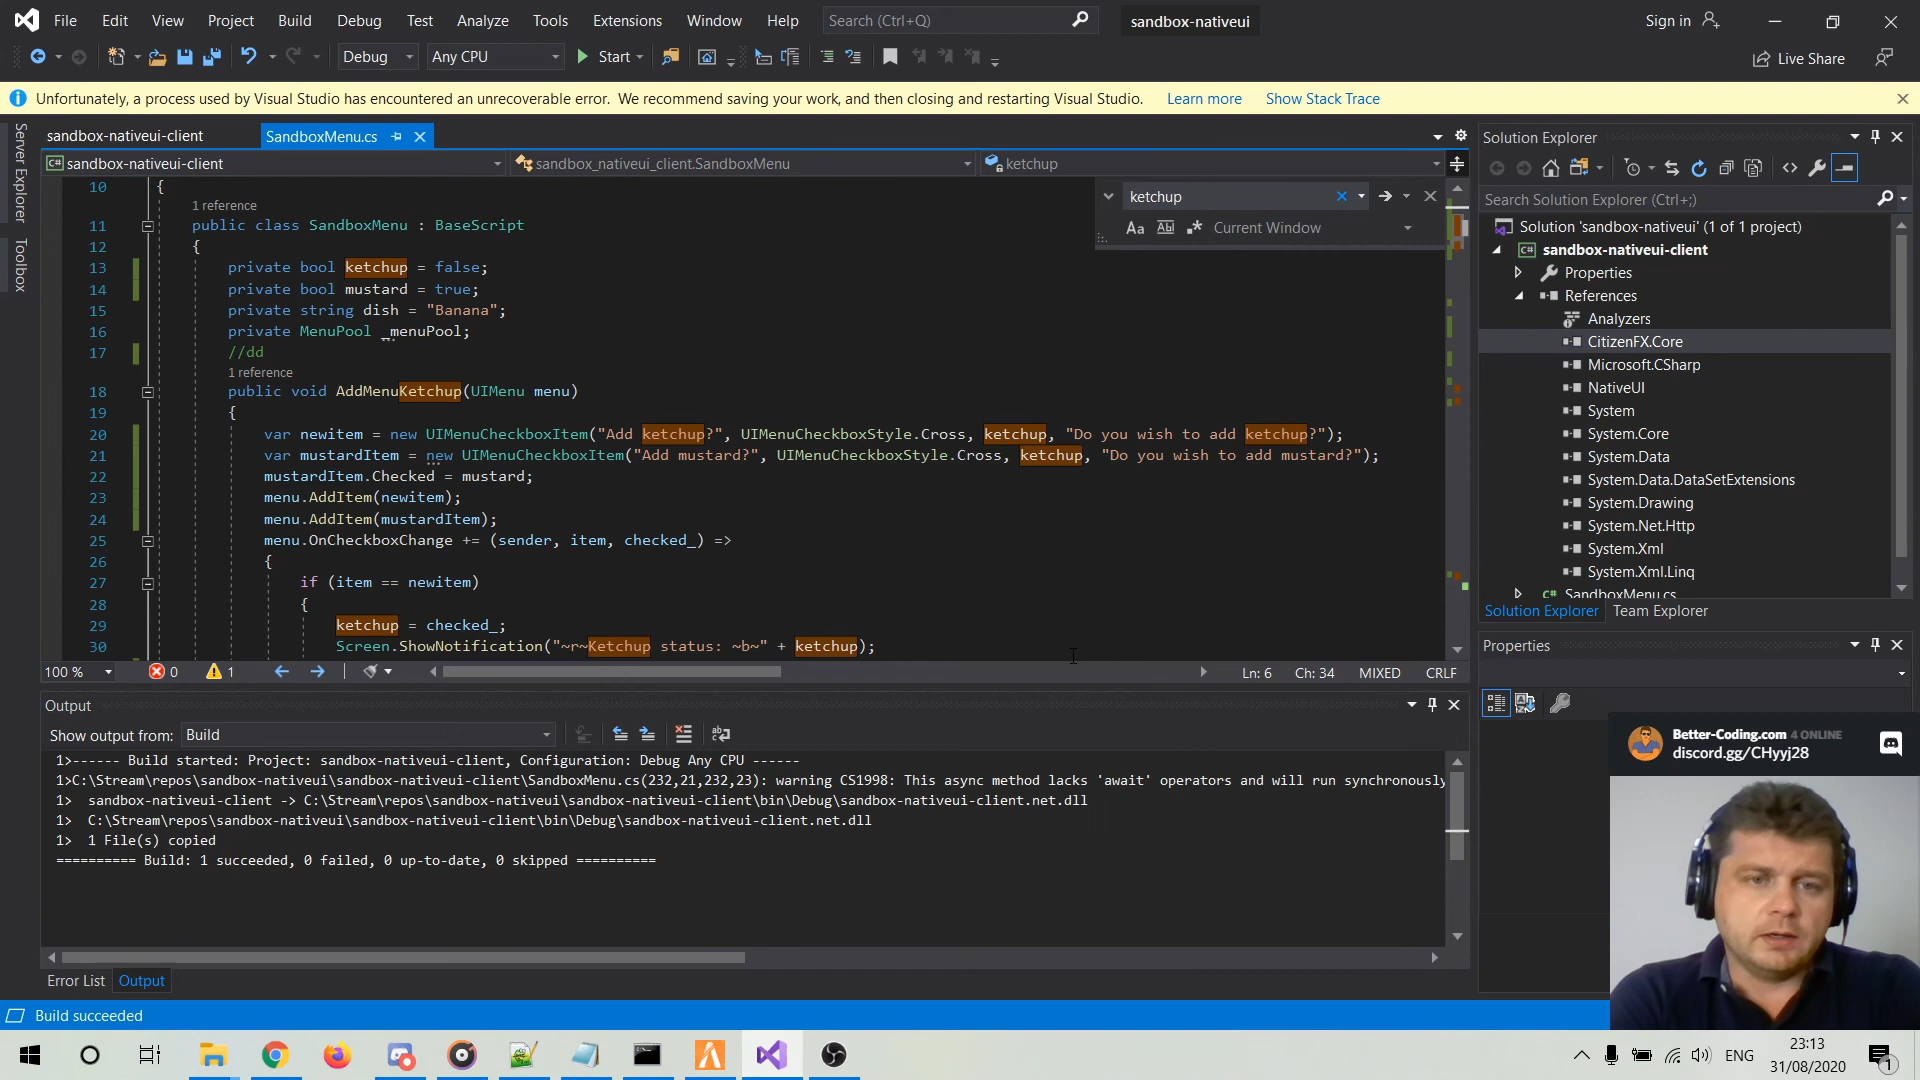 File Edit View Project Build Debug Test Analyze Tools Extensions Window Help Search (Ctrl+Q) sandbox-nativeui Sign in
Debug Any CPU Start Live Share
Unfortunately, a process used by Visual Studio has encountered an unrecoverable error. We recommend saving your work, and then closing and restarting Visual Studio. Learn more Show Stack Trace
Server Explorer
Toolbox
sandbox-nativeui-client SandboxMenu.cs
C# sandbox-nativeui-client sandbox_nativeui_client.SandboxMenu ketchup
ketchup
Aa Abl .* Current Window
10 {
1 reference
11 public class SandboxMenu : BaseScript
12 {
13 private bool ketchup = false;
14 private bool mustard = true;
15 private string dish = "Banana";
16 private MenuPool _menuPool;
17 //dd
1 reference
18 public void AddMenuKetchup(UIMenu menu)
19 {
20 var newitem = new UIMenuCheckboxItem("Add ketchup?", UIMenuCheckboxStyle.Cross, ketchup, "Do you wish to add ketchup?");
21 var mustardItem = new UIMenuCheckboxItem("Add mustard?", UIMenuCheckboxStyle.Cross, ketchup, "Do you wish to add mustard?");
22 mustardItem.Checked = mustard;
23 menu.AddItem(newitem);
24 menu.AddItem(mustardItem);
25 menu.OnCheckboxChange += (sender, item, checked_) =>
26 {
27 if (item == newitem)
28 {
29 ketchup = checked_;
30 Screen.ShowNotification("~r~Ketchup status: ~b~" + ketchup);
100 % 0 1 Ln: 6 Ch: 34 MIXED CRLF
Output
Show output from: Build
1>------ Build started: Project: sandbox-nativeui-client, Configuration: Debug Any CPU ------
1>C:\Stream\repos\sandbox-nativeui\sandbox-nativeui-client\SandboxMenu.cs(232,21,232,23): warning CS1998: This async method lacks 'await' operators and will run synchronously
1> sandbox-nativeui-client -> C:\Stream\repos\sandbox-nativeui\sandbox-nativeui-client\bin\Debug\sandbox-nativeui-client.net.dll
1> C:\Stream\repos\sandbox-nativeui\sandbox-nativeui-client\bin\Debug\sandbox-nativeui-client.net.dll
1> 1 File(s) copied
========== Build: 1 succeeded, 0 failed, 0 up-to-date, 0 skipped ==========
Error List Output
Build succeeded
Solution Explorer
Search Solution Explorer (Ctrl+;)
Solution 'sandbox-nativeui' (1 of 1 project)
C# sandbox-nativeui-client
Properties
References
Analyzers
CitizenFX.Core
Microsoft.CSharp
NativeUI
System
System.Core
System.Data
System.Data.DataSetExtensions
System.Drawing
System.Net.Http
System.Xml
System.Xml.Linq
C# SandboxMenu.cs
Solution Explorer Team Explorer
Properties
Better-Coding.com 4 ONLINE
discord.gg/CHyyj28
ENG 23:13
31/08/2020
1